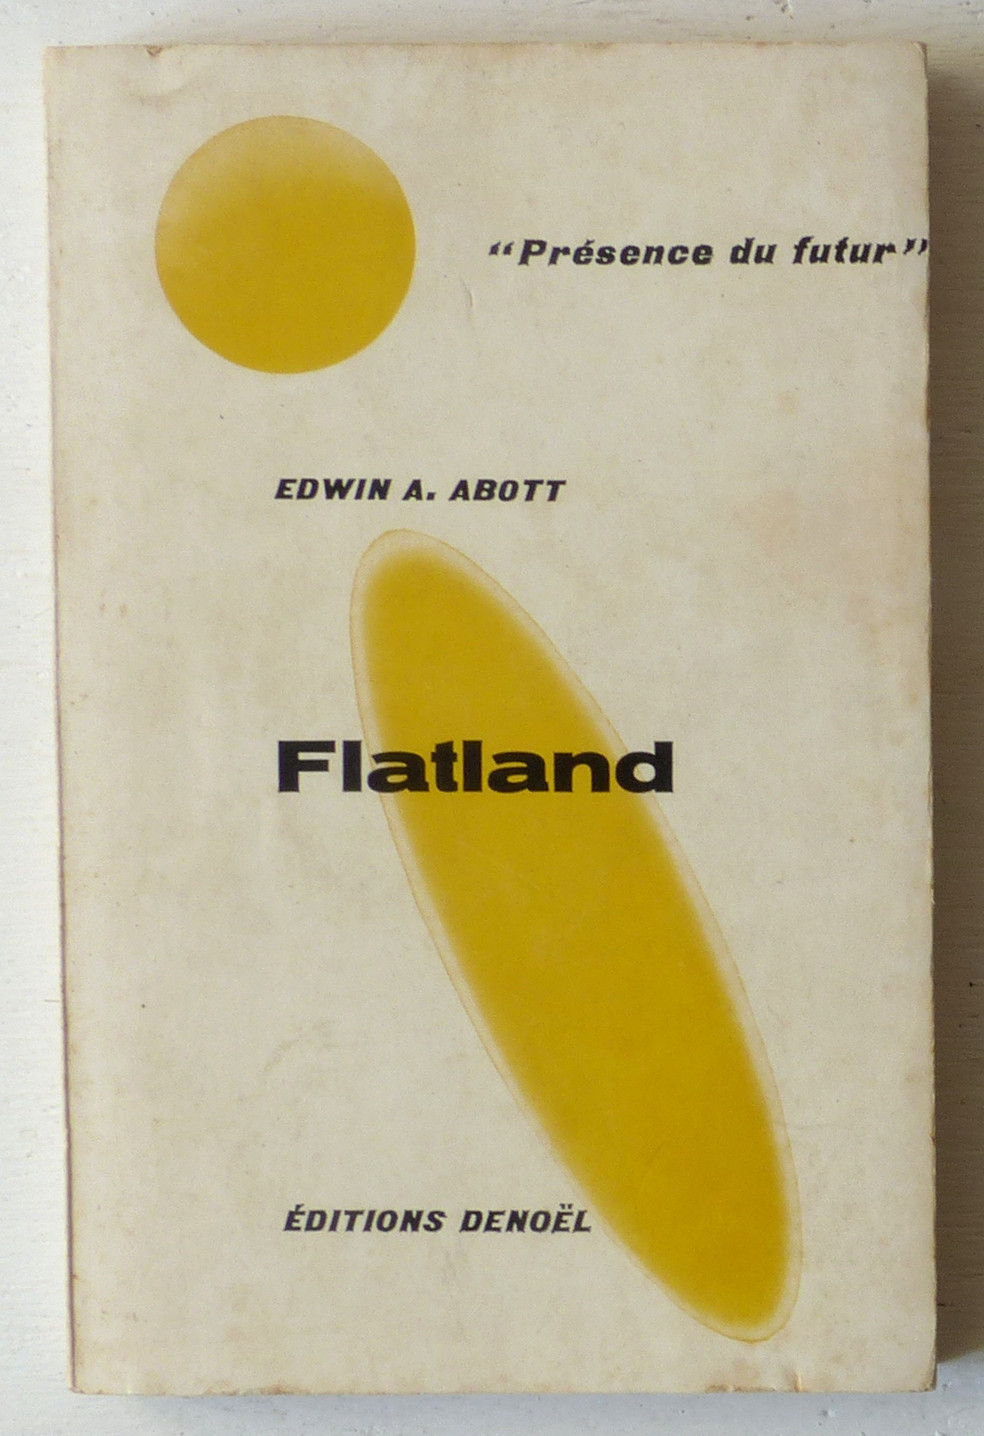 “Présence du futur”
EDWIN A. ABOTT
Flatland
ÉDITIONS DENOËL